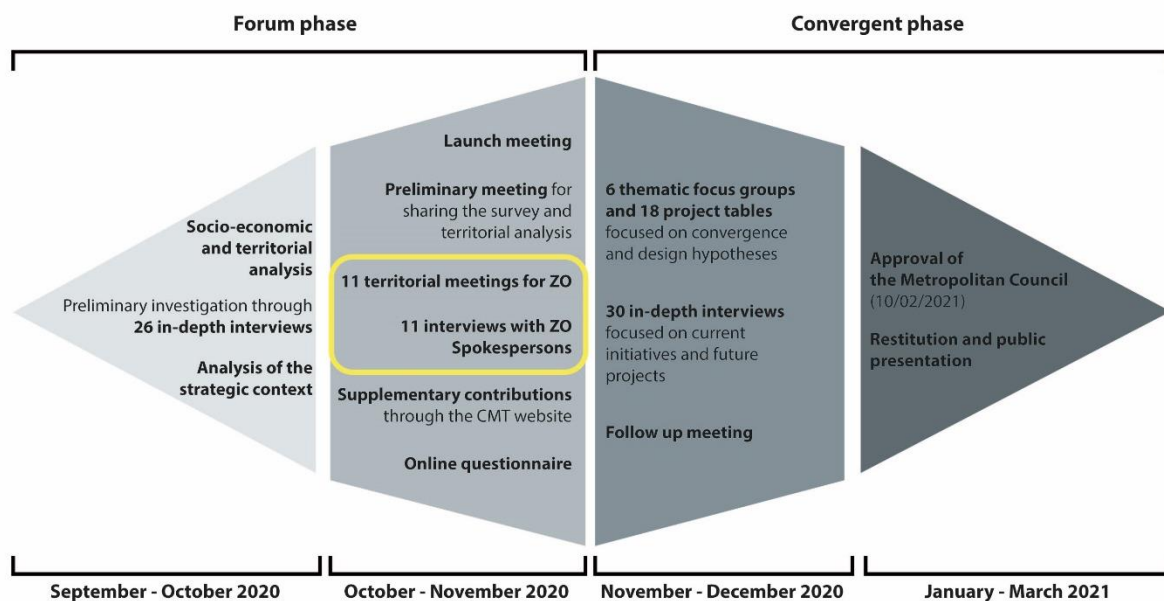 Forum phase
Convergent phase
Socio-economic
and territorial
analysis
Preliminary investigation through
26 in-depth interviews
Analysis of the
strategic context
Launch meeting
Preliminary meeting for
sharing the survey and
territorial analysis
11 territorial meetings for ZO
11 interviews with ZO
Spokespersons
Supplementary contributions
through the CMT website
Online questionnaire
6 thematic focus groups
and 18 project tables
focused on convergence
and design hypotheses
30 in-depth interviews
focused on current
initiatives and future
projects
Follow up meeting
Approval of
the Metropolitan Council
(10/02/2021)
Restitution and public
presentation
September - October 2020
October - November 2020
November - December 2020
January - March 2021